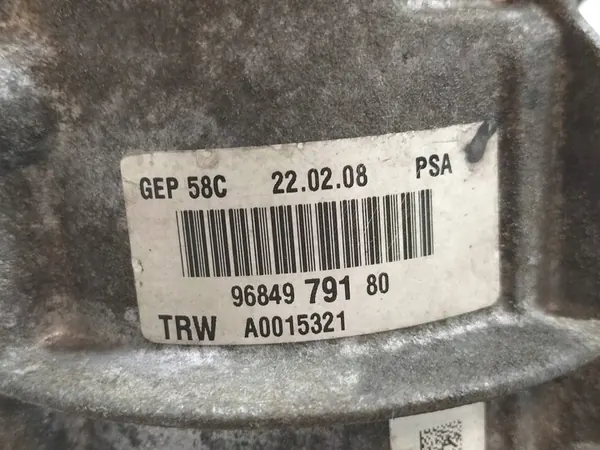 GEP 58C 22.02.08 PSA
96849 791 80
TRW A0015321